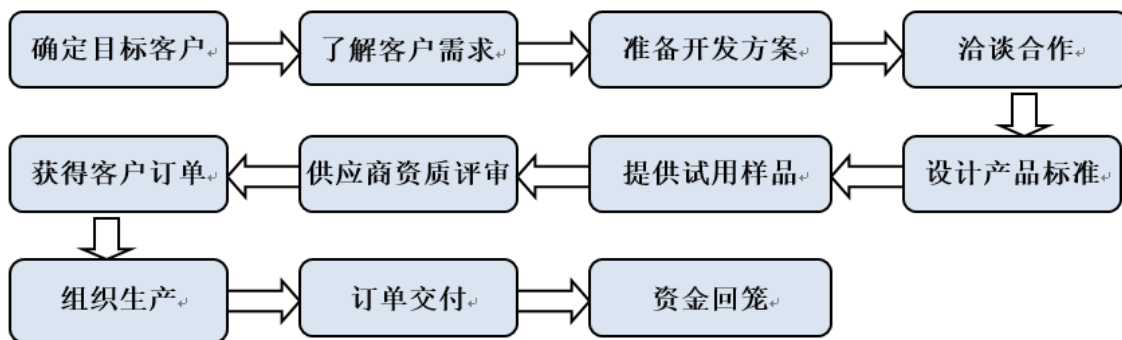 确定目标客户 了解客户需求 准备开发方案 洽谈合作
获得客户订单 供应商资质评审 提供试用样品 设计产品标准
组织生产 订单交付 资金回笼